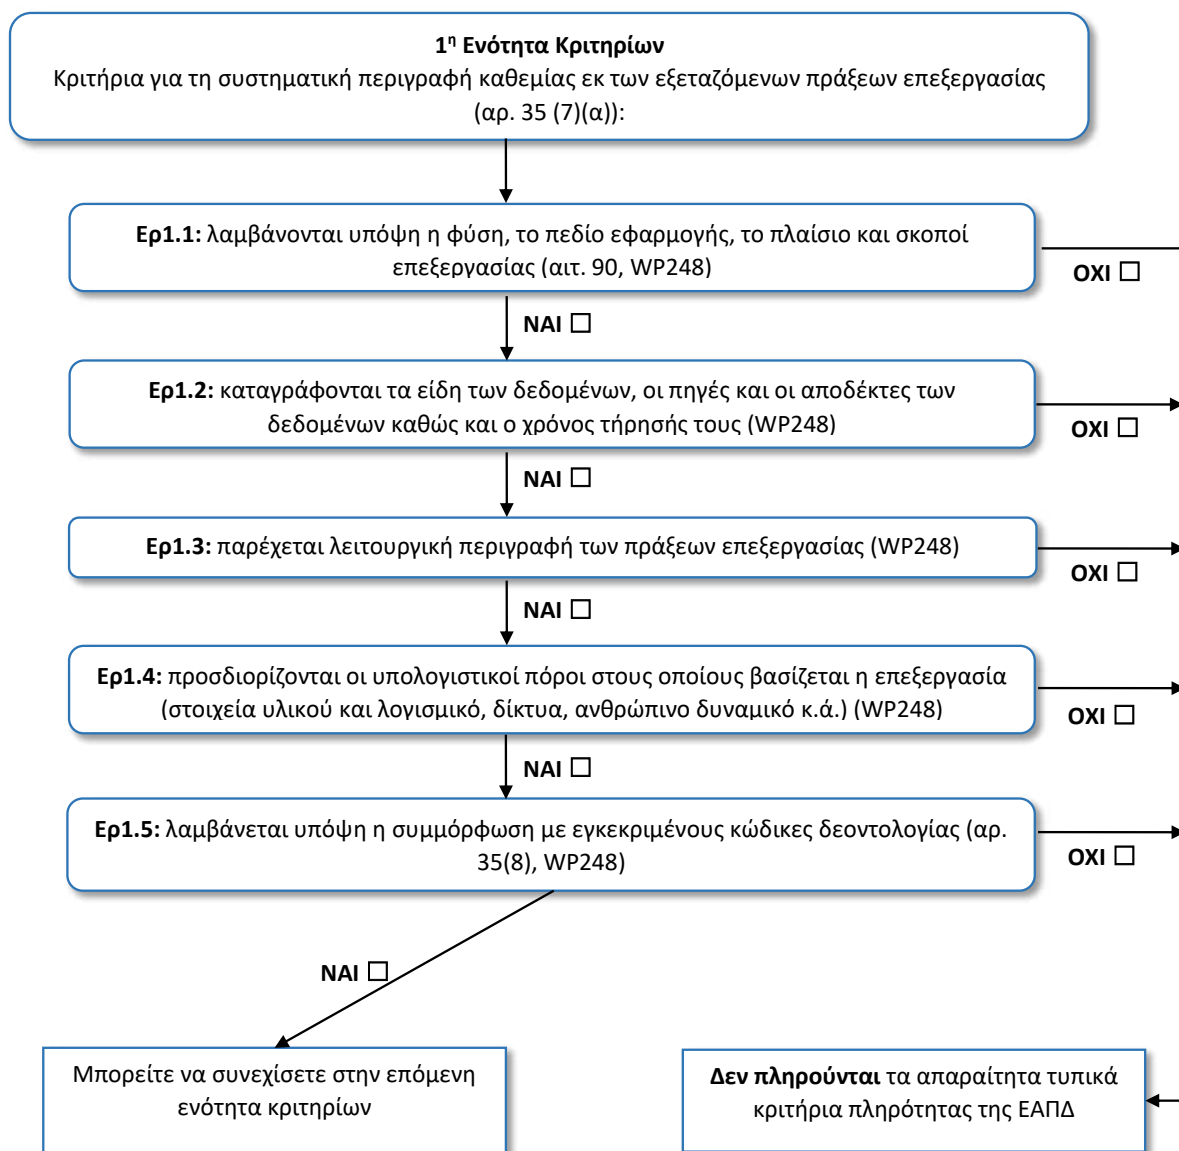 1η Ενότητα Κριτηρίων
Κριτήρια για τη συστηματική περιγραφή καθεμίας εκ των εξεταζόμενων πράξεων επεξεργασίας
(αρ. 35 (7)(α)):
Ερ1.1: λαμβάνονται υπόψη η φύση, το πεδίο εφαρμογής, το πλαίσιο και σκοποί
επεξεργασίας (αιτ. 90, WP248)
ΟΧΙ ☐
ΝΑΙ ☐
Ερ1.2: καταγράφονται τα είδη των δεδομένων, οι πηγές και οι αποδέκτες των
δεδομένων καθώς και ο χρόνος τήρησής τους (WP248)
ΟΧΙ ☐
ΝΑΙ ☐
Ερ1.3: παρέχεται λειτουργική περιγραφή των πράξεων επεξεργασίας (WP248)
ΟΧΙ ☐
ΝΑΙ ☐
Ερ1.4: προσδιορίζονται οι υπολογιστικοί πόροι στους οποίους βασίζεται η επεξεργασία
(στοιχεία υλικού και λογισμικό, δίκτυα, ανθρώπινο δυναμικό κ.ά.) (WP248)
ΟΧΙ ☐
ΝΑΙ ☐
Ερ1.5: λαμβάνεται υπόψη η συμμόρφωση με εγκεκριμένους κώδικες δεοντολογίας (αρ.
35(8), WP248)
ΟΧΙ ☐
ΝΑΙ ☐
Μπορείτε να συνεχίσετε στην επόμενη
ενότητα κριτηρίων
Δεν πληρούνται τα απαραίτητα τυπικά
κριτήρια πληρότητας της ΕΑΠΔ